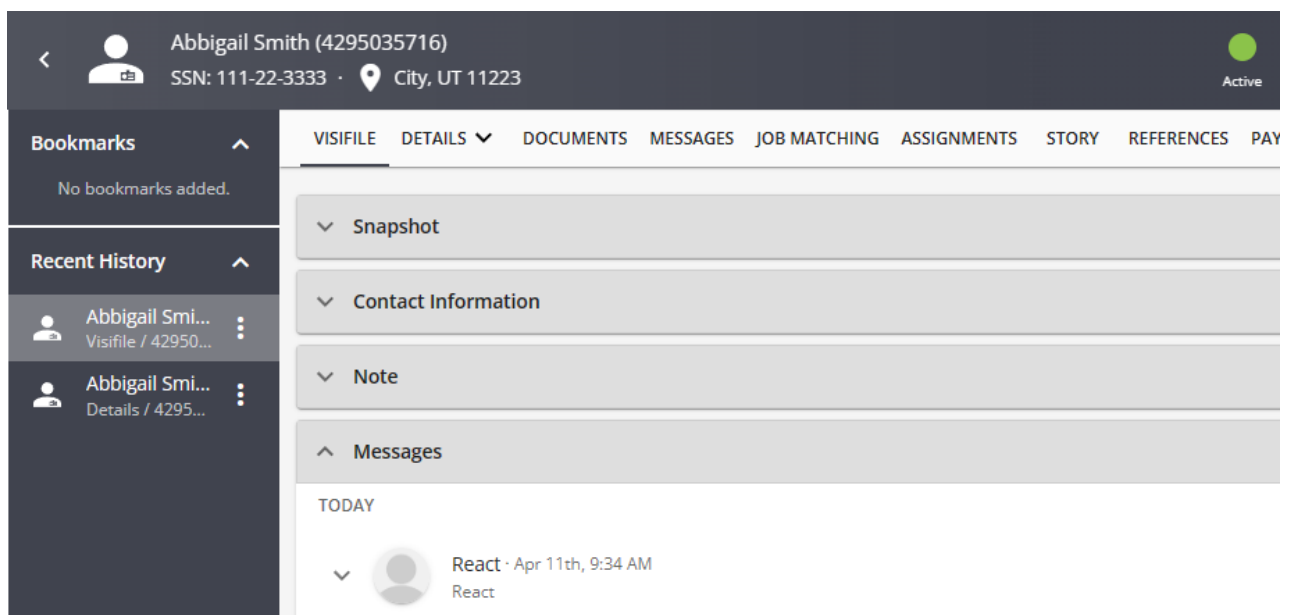 Abbigail Smith (4295035716)
SSN: 111-22-3333 · City, UT 11223
Active
Bookmarks
No bookmarks added.
Recent History
Abbigail Smi...
Visifile / 42950...
Abbigail Smi...
Details / 4295...
VISIFILE DETAILS DOCUMENTS MESSAGES JOB MATCHING ASSIGNMENTS STORY REFERENCES PAY
Snapshot
Contact Information
Note
Messages
TODAY
React · Apr 11th, 9:34 AM
React